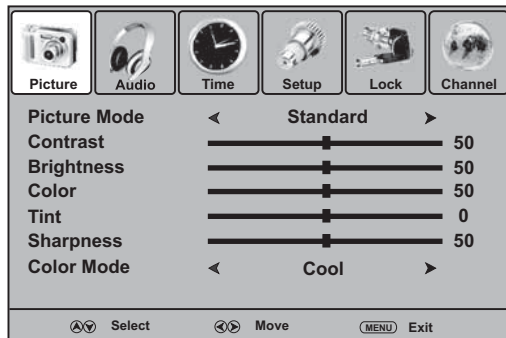 Picture Audio Time Setup Lock Channel
Picture Mode Standard
Contrast 50
Brightness 50
Color 50
Tint 0
Sharpness 50
Color Mode Cool
Select Move MENU Exit